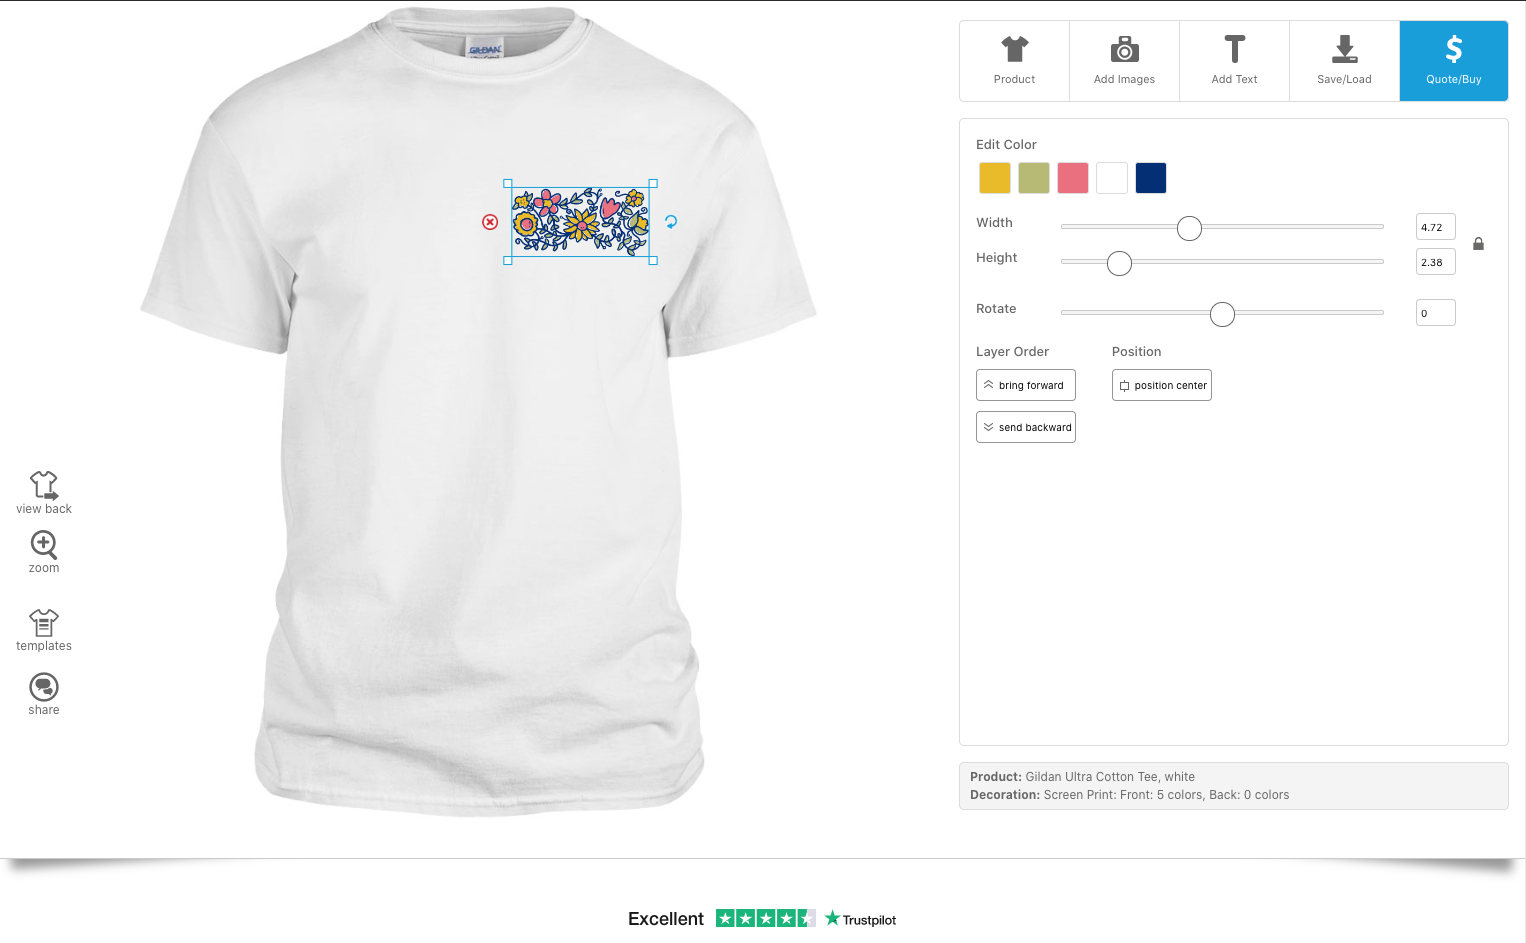 GILDAN
Product
Add Images
Add Text
Save/Load
Quote/Buy
Edit Color
Width
4.72
Height
2.38
Rotate
0
Layer Order
Position
bring forward
position center
send backward
view back
zoom
templates
share
Product: Gildan Ultra Cotton Tee, white
Decoration: Screen Print: Front: 5 colors, Back: 0 colors
Excellent
Trustpilot